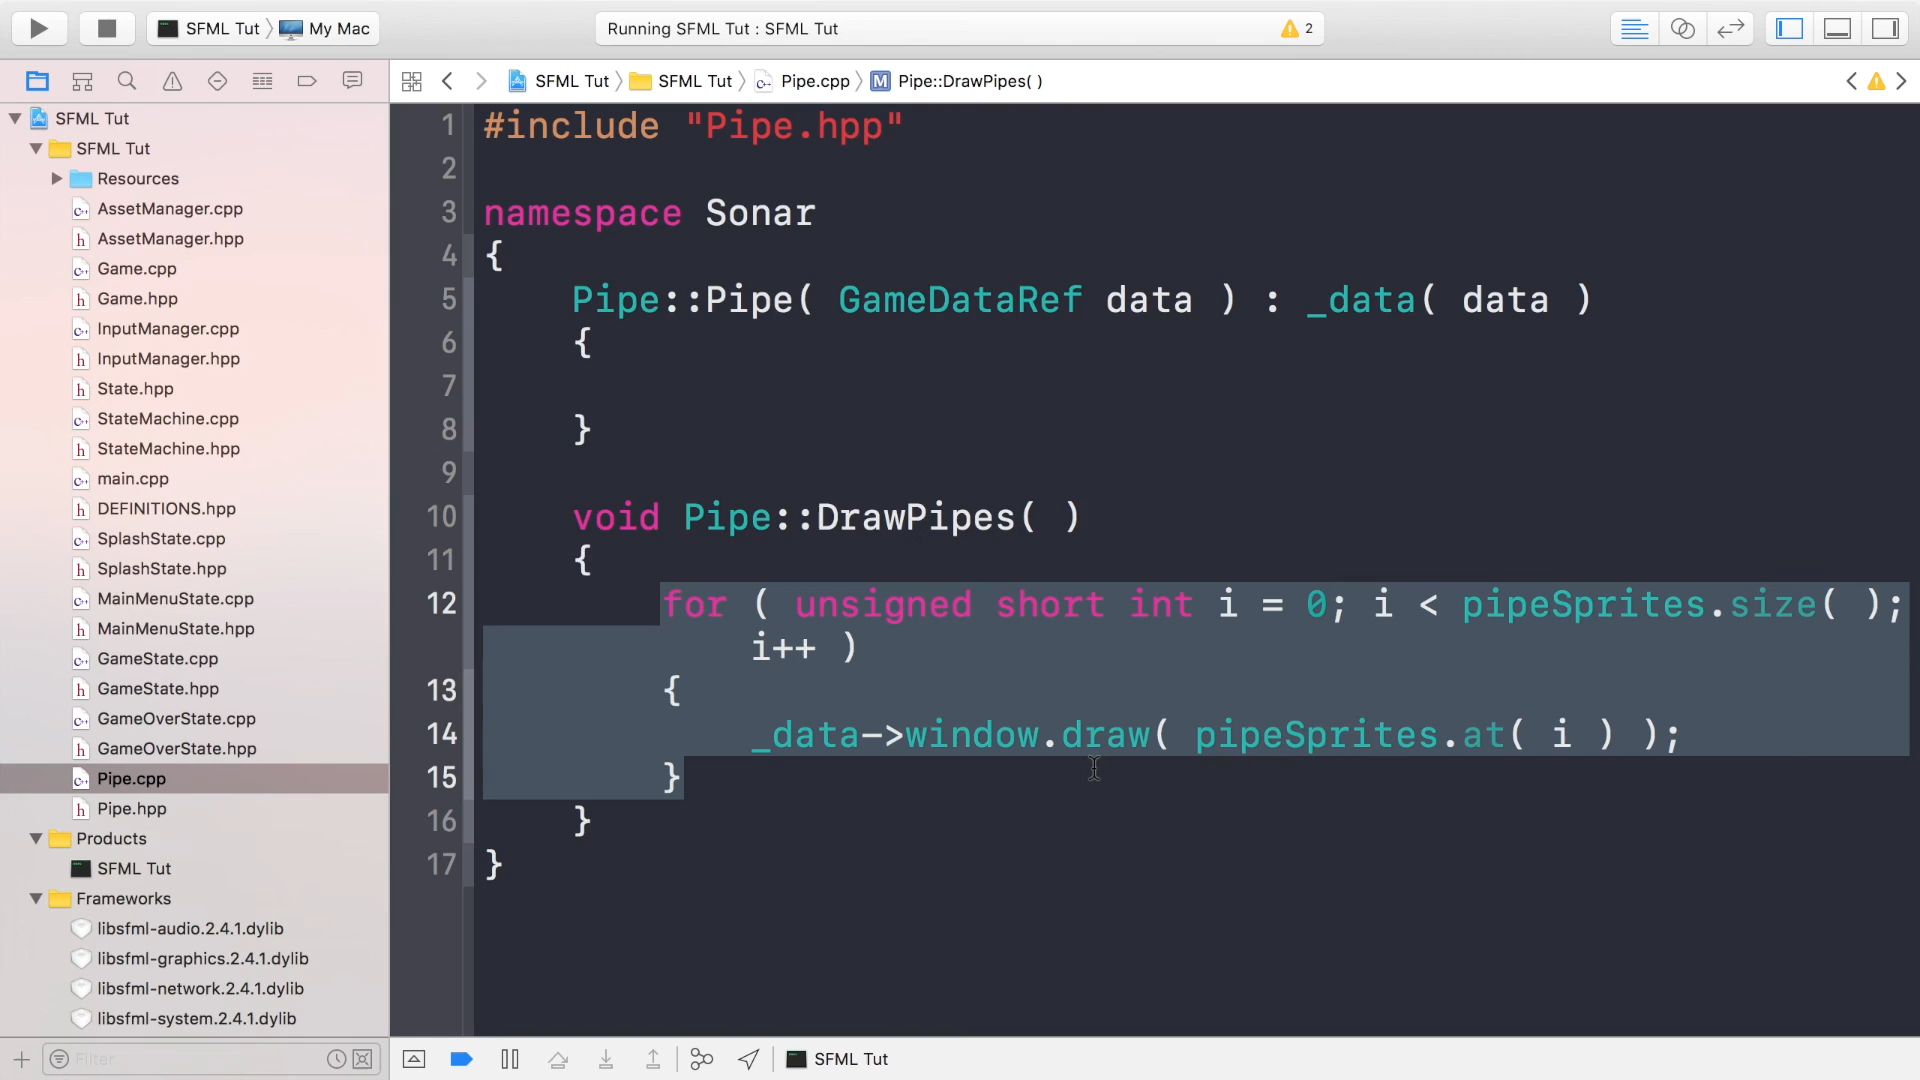 SFML Tut My Mac
Running SFML Tut : SFML Tut
2
SFML Tut SFML Tut Pipe.cpp M Pipe::DrawPipes( )
SFML Tut
SFML Tut
Resources
AssetManager.cpp
AssetManager.hpp
Game.cpp
Game.hpp
InputManager.cpp
InputManager.hpp
State.hpp
StateMachine.cpp
StateMachine.hpp
main.cpp
DEFINITIONS.hpp
SplashState.cpp
SplashState.hpp
MainMenuState.cpp
MainMenuState.hpp
GameState.cpp
GameState.hpp
GameOverState.cpp
GameOverState.hpp
Pipe.cpp
Pipe.hpp
Products
SFML Tut
Frameworks
libsfml-audio.2.4.1.dylib
libsfml-graphics.2.4.1.dylib
libsfml-network.2.4.1.dylib
libsfml-system.2.4.1.dylib
Filter
1 #include "Pipe.hpp"
2
3 namespace Sonar
4 {
5 Pipe::Pipe( GameDataRef data ) : _data( data )
6 {
7
8 }
9
10 void Pipe::DrawPipes( )
11 {
12 for ( unsigned short int i = 0; i < pipeSprites.size( );
i++ )
13 {
14 _data->window.draw( pipeSprites.at( i ) );
15 }
16 }
17 }
SFML Tut